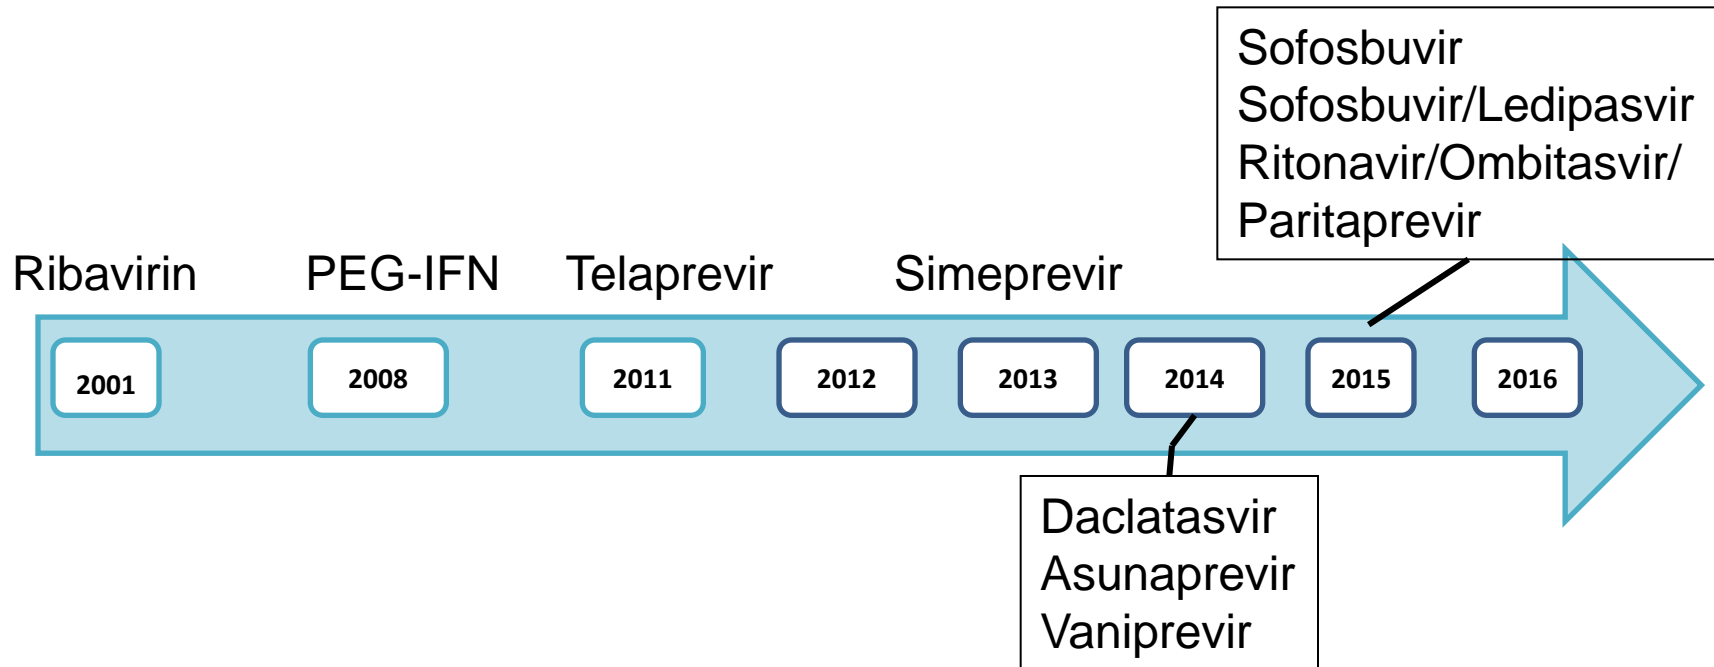 Sofosbuvir
Sofosbuvir/Ledipasvir
Ritonavir/Ombitasvir/
Paritaprevir
Ribavirin PEG-IFN Telaprevir Simeprevir
2001 2008 2011 2012 2013 2014 2015 2016
Daclatasvir
Asunaprevir
Vaniprevir